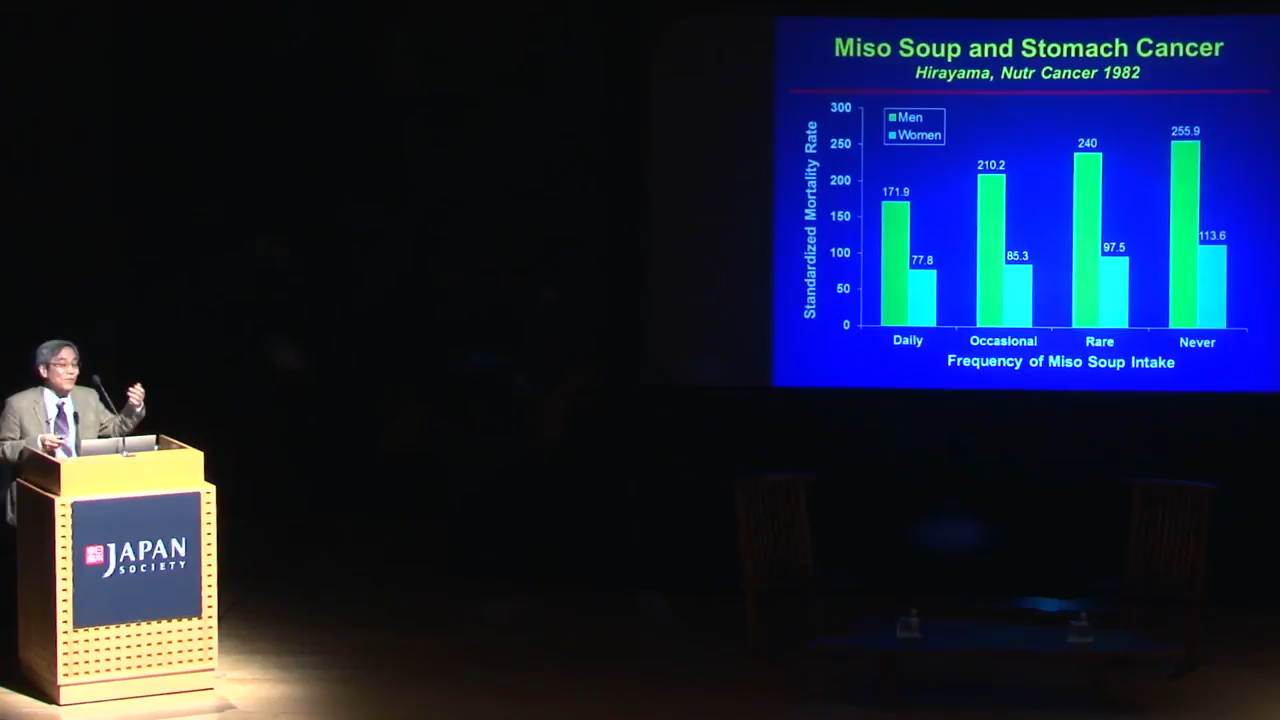 Miso Soup and Stomach Cancer
Hirayama, Nutr Cancer 1982
Standardized Mortality Rate
300
250
200
150
100
50
0
Men
Women
171.9
77.8
210.2
85.3
240
97.5
255.9
113.6
Daily
Occasional
Rare
Never
Frequency of Miso Soup Intake
JAPAN
SOCIETY